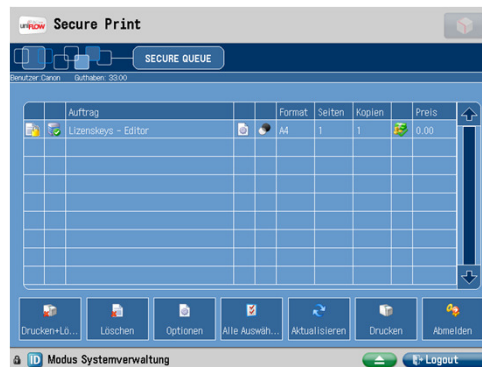 uniFLOW Secure Print
SECURE QUEUE
Benutzer:Canon Guthaben: 33.00
Auftrag Format Seiten Kopien Preis
Lizenskeys - Editor A4 1 1 0.00
Drucken+Lö... Löschen Optionen Alle Auswäh... Aktualisieren Drucken Abmelden
ID Modus Systemverwaltung Logout